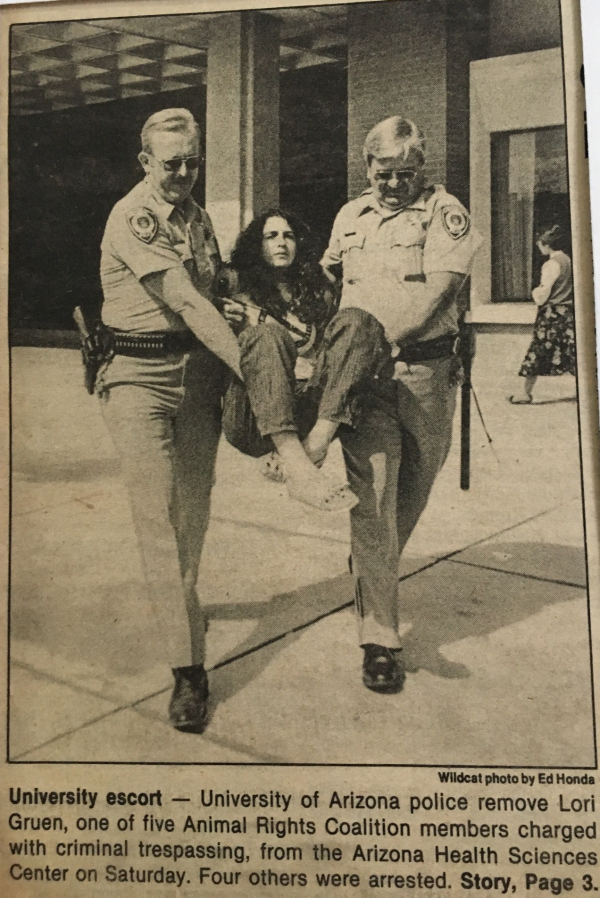 Wildcat photo by Ed Honda
University escort — University of Arizona police remove Lori
Gruen, one of five Animal Rights Coalition members charged
with criminal trespassing, from the Arizona Health Sciences
Center on Saturday. Four others were arrested. Story, Page 3.